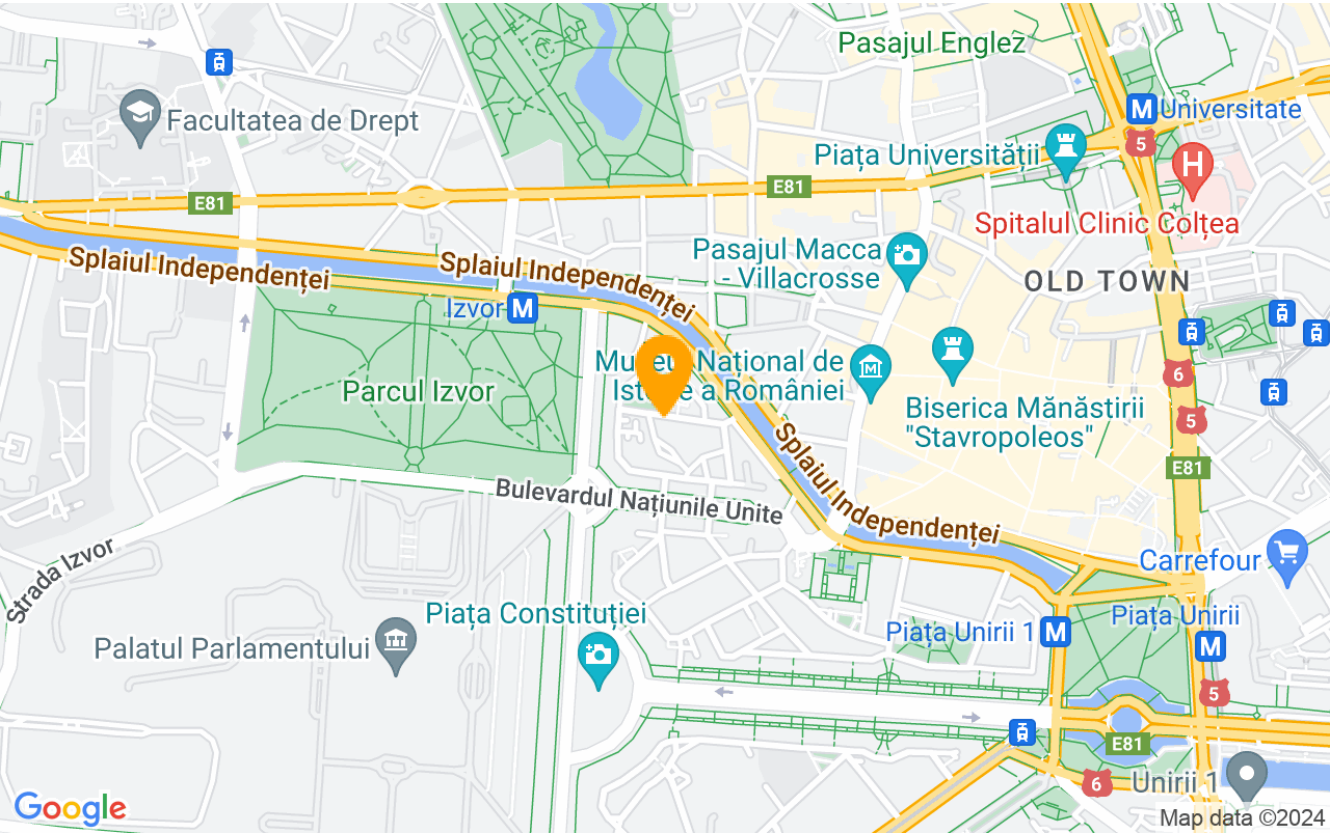 Pasajul Englez
Facultatea de Drept
M Universitate
5
Piața Universității
H
E81
E81
Spitalul Clinic Colțea
Splaiul Independenței
Splaiul Independenței
Pasajul Macca
- Villacrosse
OLD TOWN
Izvor M
Național de
a României
M
6
Parcul Izvor
Biserica Mănăstirii
"Stavropoleos"
5
Splaiul Independenței
E81
Bulevardul Națiunile Unite
Strada Izvor
Carrefour
Piața Constituției
Piața Unirii
Piața Unirii 1 M
M
Palatul Parlamentului
5
E81
6
Unirii 1
Google
Map data ©2024